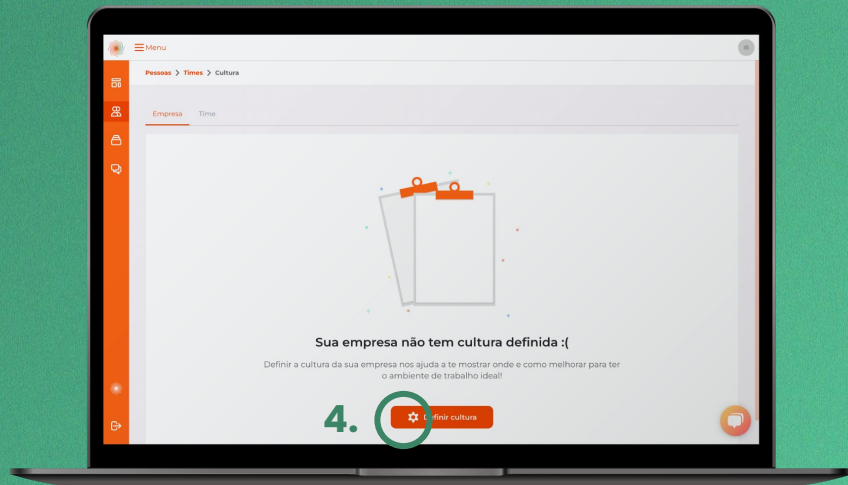 Menu
Pessoas > Times > Cultura
Empresa Time
Sua empresa não tem cultura definida :(
Definir a cultura da sua empresa nos ajuda a te mostrar onde e como melhorar para ter
o ambiente de trabalho ideal!
4. Definir cultura